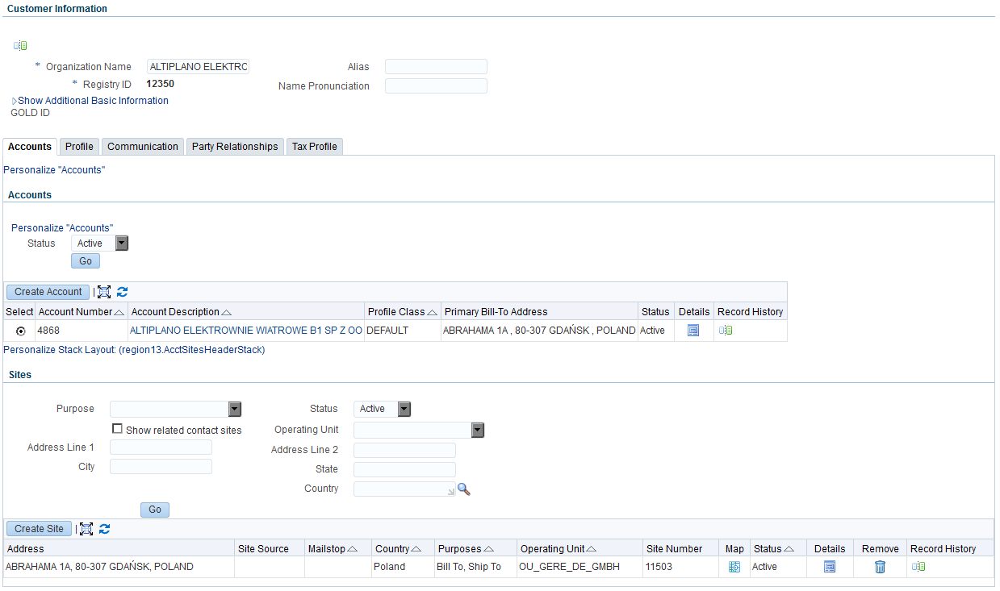 Customer Information
* Organization Name ALTIPLANO ELEKTRC Alias
* Registry ID 12350 Name Pronunciation
Show Additional Basic Information
GOLD ID
Accounts Profile Communication Party Relationships Tax Profile
Personalize "Accounts"
Accounts
Personalize "Accounts"
Status Active
Go
Create Account
Select Account Number Account Description Profile Class Primary Bill-To Address Status Details Record History
4868 ALTIPLANO ELEKTROWNIE WIATROWE B1 SP Z OO DEFAULT ABRAHAMA 1A , 80-307 GDAŃSK , POLAND Active
Personalize Stack Layout: (region13.AcctSitesHeaderStack)
Sites
Purpose Status Active
Show related contact sites Operating Unit
Address Line 1 Address Line 2
City State
Country
Go
Create Site
Address Site Source Mailstop Country Purposes Operating Unit Site Number Map Status Details Remove Record History
ABRAHAMA 1A, 80-307 GDAŃSK, POLAND Poland Bill To, Ship To OU_GERE_DE_GMBH 11503 Active